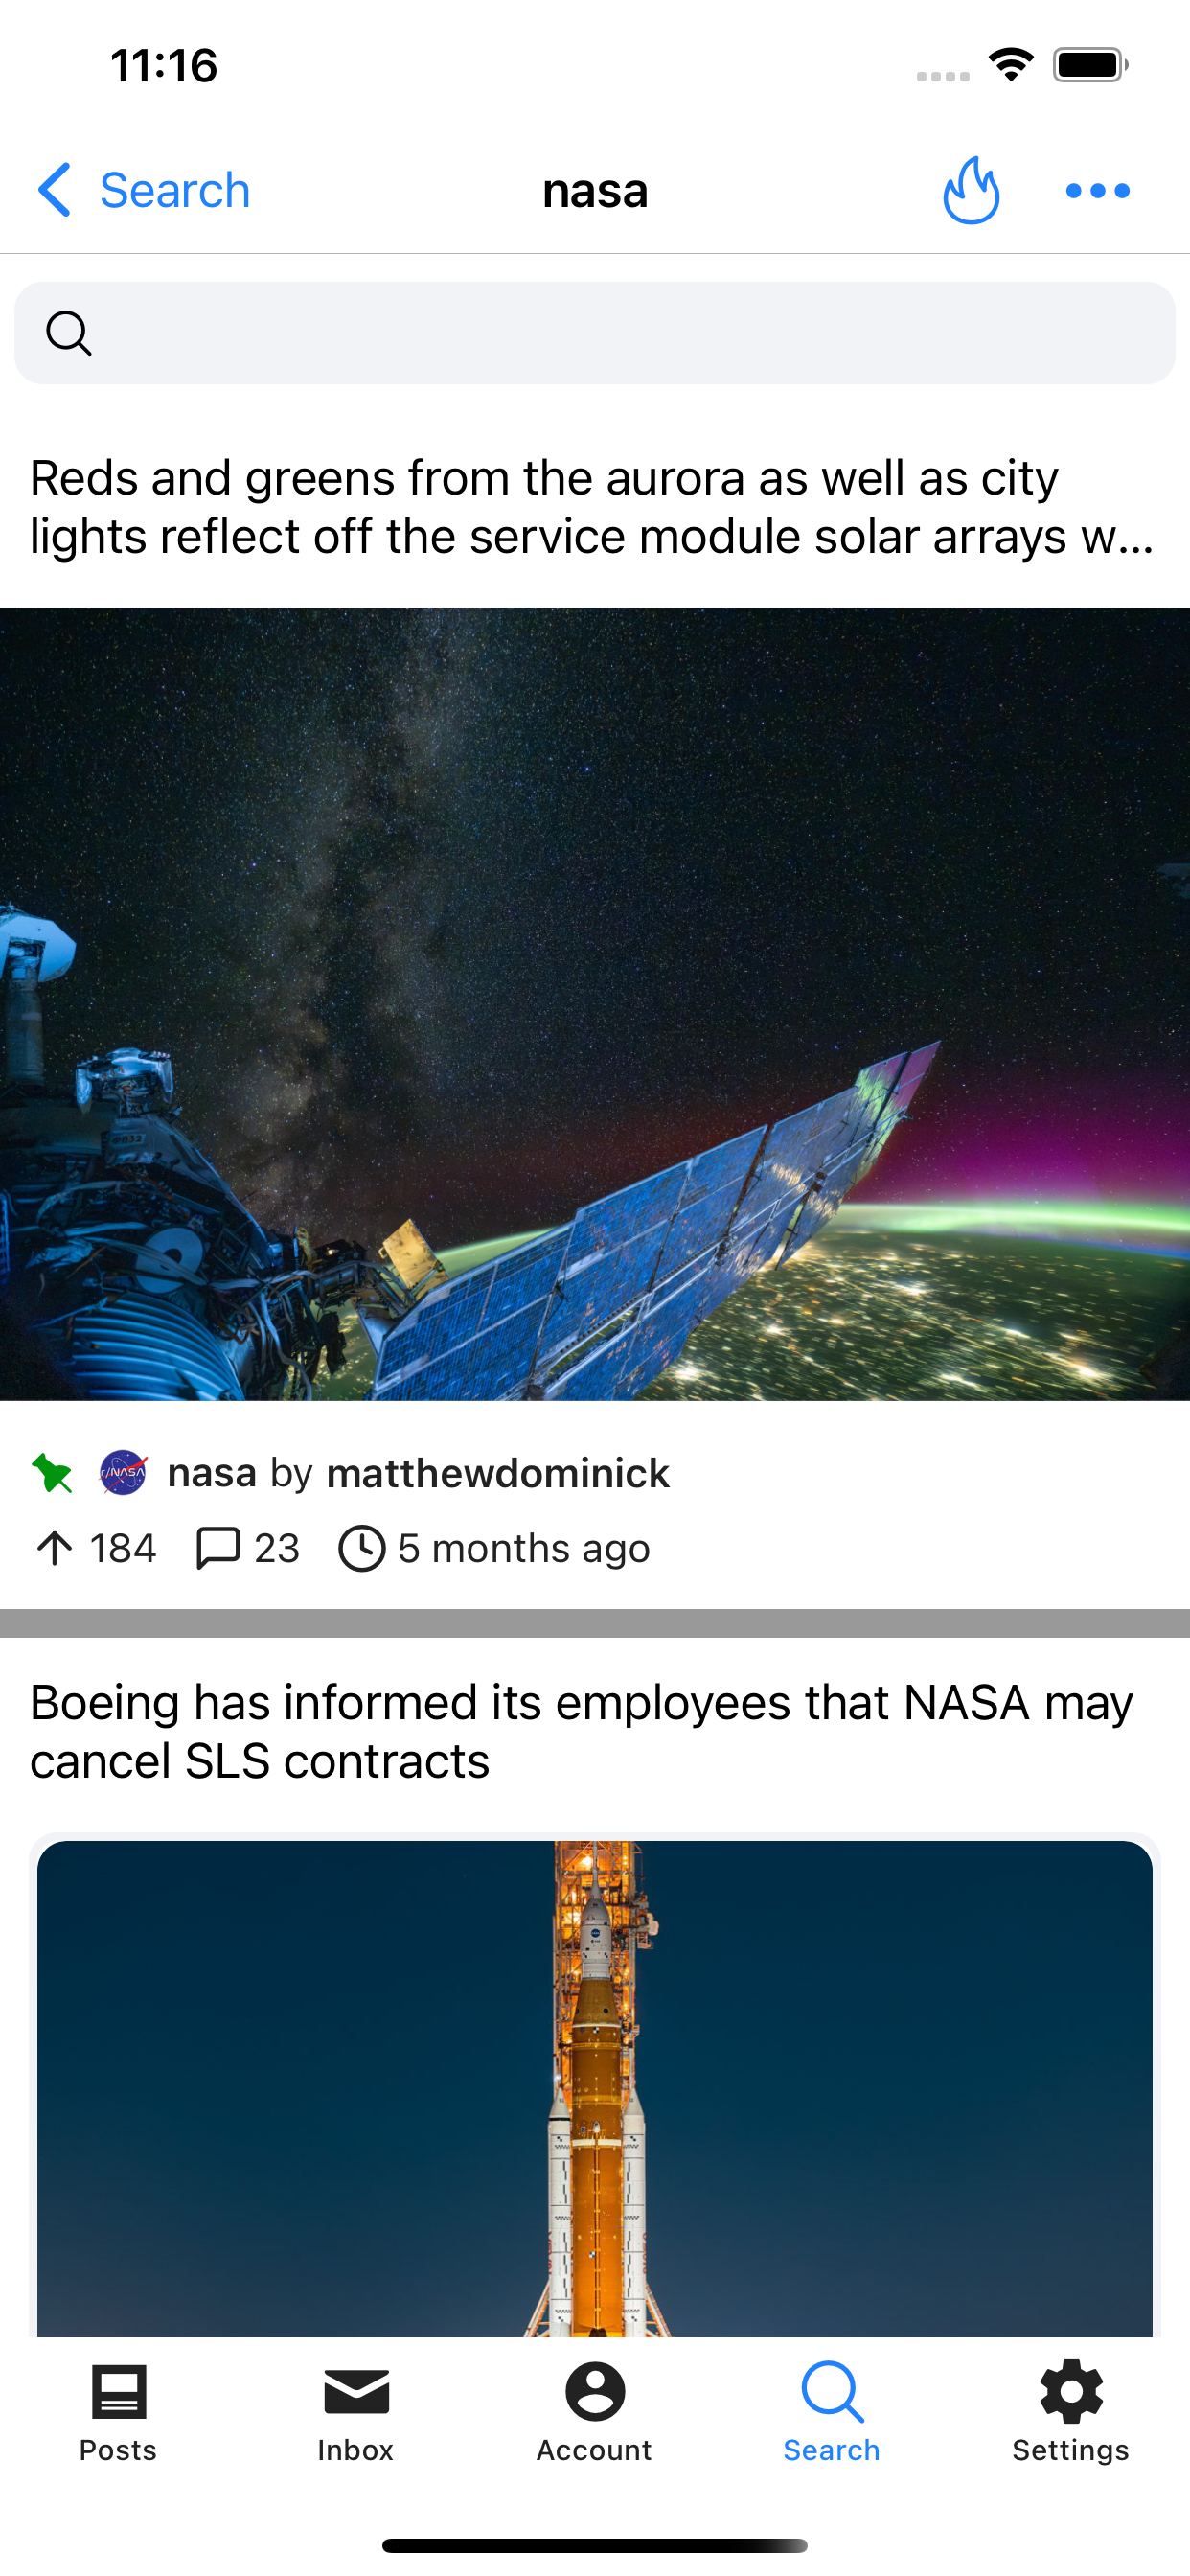 11:16
Search
nasa
Reds and greens from the aurora as well as city
lights reflect off the service module solar arrays w...
r/NASA
nasa by matthewdominick
184 23 5 months ago
Boeing has informed its employees that NASA may
cancel SLS contracts
Posts
Inbox
Account
Search
Settings